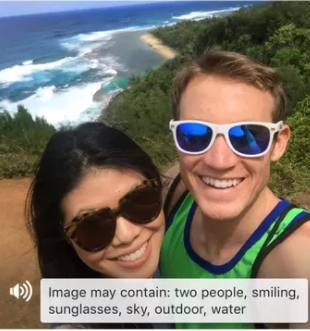 Image may contain: two people, smiling,
sunglasses, sky, outdoor, water